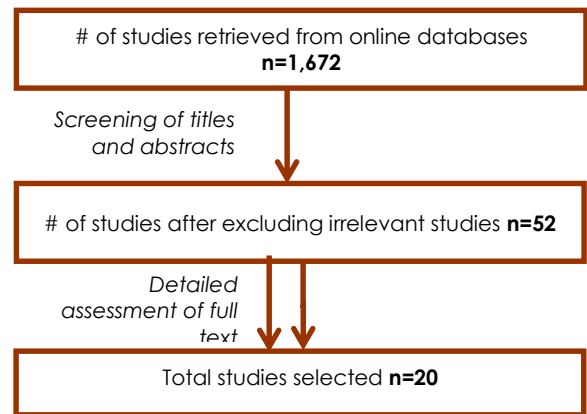 # of studies retrieved from online databases
n=1,672
Screening of titles
and abstracts
# of studies after excluding irrelevant studies n=52
Detailed
assessment of full
text
Total studies selected n=20